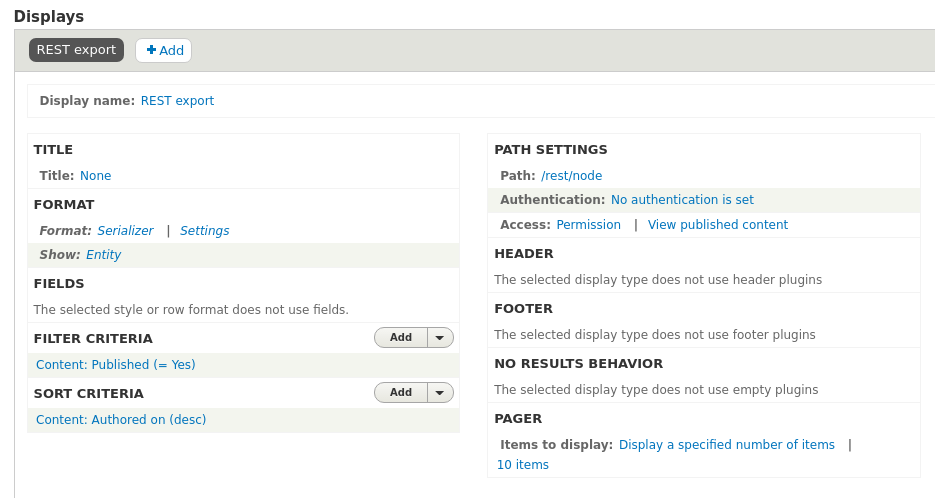 Displays
REST export
Add
Display name: REST export
TITLE
Title: None
FORMAT
Format: Serializer | Settings
Show: Entity
FIELDS
The selected style or row format does not use fields.
FILTER CRITERIA Add
Content: Published (= Yes)
SORT CRITERIA Add
Content: Authored on (desc)
PATH SETTINGS
Path: /rest/node
Authentication: No authentication is set
Access: Permission | View published content
HEADER
The selected display type does not use header plugins
FOOTER
The selected display type does not use footer plugins
NO RESULTS BEHAVIOR
The selected display type does not use empty plugins
PAGER
Items to display: Display a specified number of items |
10 items